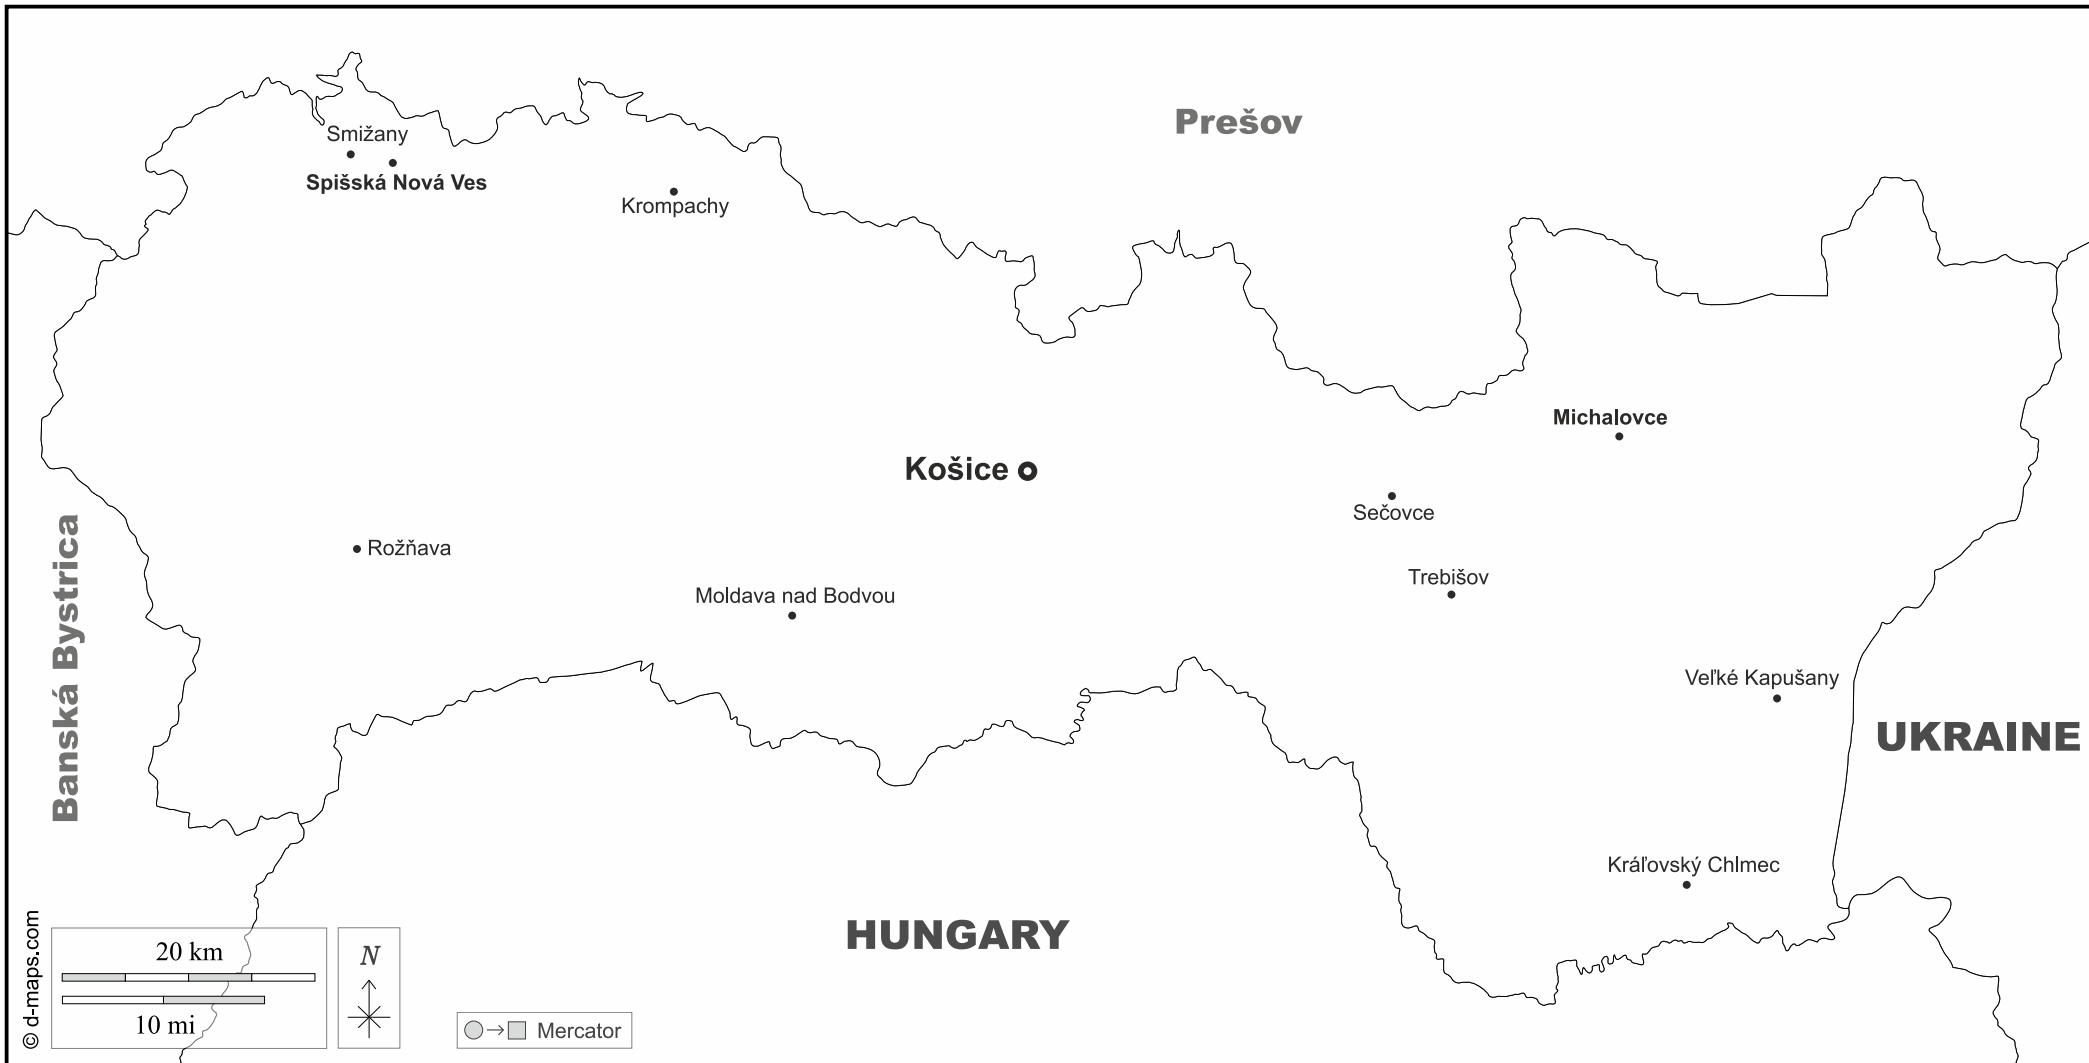 Prešov
Smižany
Spišská Nová Ves
Krompachy
Michalovce
Košice
Sečovce
Rožňava
Trebišov
Moldava nad Bodvou
Banská Bystrica
Veľké Kapušany
UKRAINE
Kráľovský Chlmec
HUNGARY
© d-maps.com
20 km
10 mi
N
Mercator